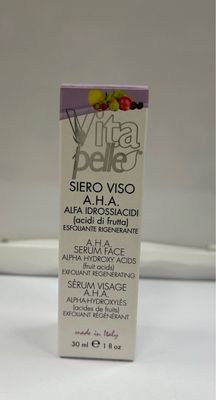 Vita
pelle
SIERO VISO
A.H.A.
ALFA IDROSSIACIDI
(acidi di frutta)
ESFOLIANTE RIGENERANTE
A.H.A.
SERUM FACE
ALPHA HYDROXY ACIDS
(fruit acids)
EXFOLIANT REGENERATING
SÉRUM VISAGE
A.H.A.
ALPHA-HYDROXYLÉS
(acides de fruits)
EXFOLIANT RÉGÉNÉRANT
made in Italy
30 ml e 1 fl oz